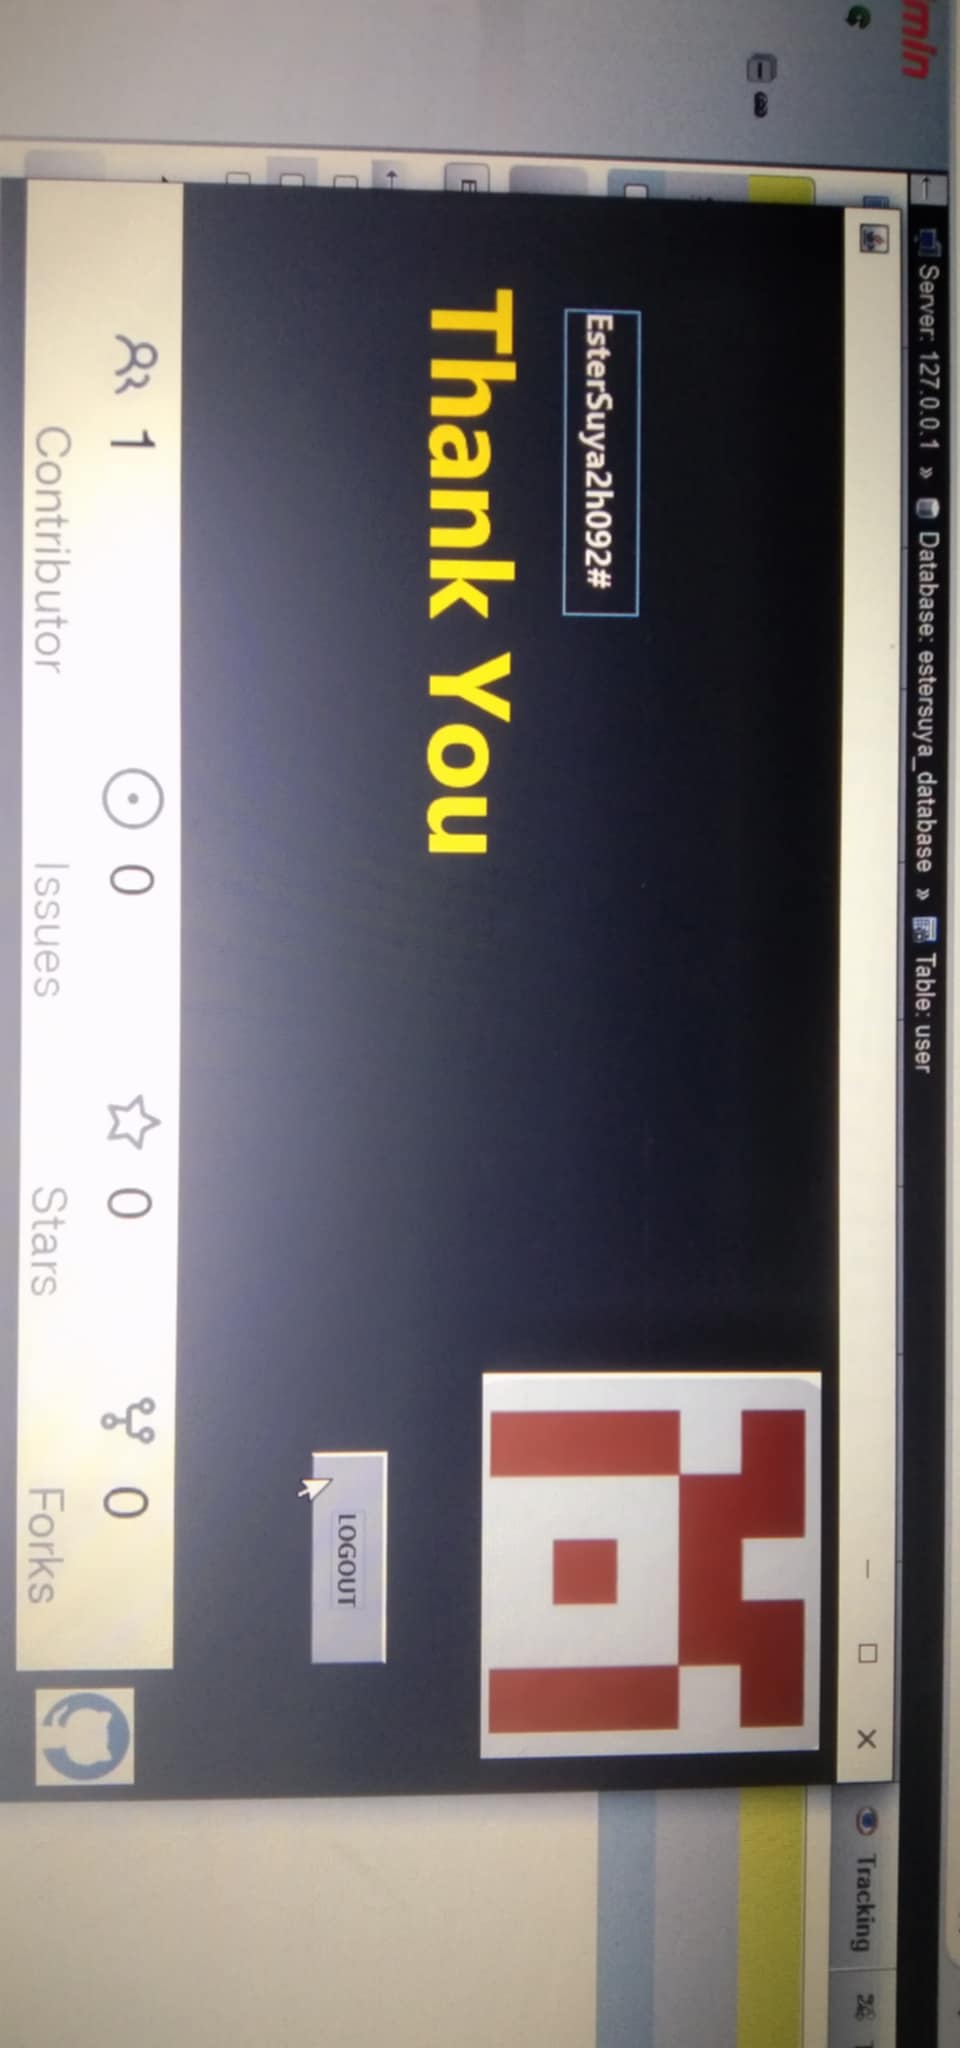 min
Server: 127.0.0.1 » Database: estersuya_database » Table: user
Tracking
EsterSuya2h092#
Thank You
LOGOUT
1 0 0 0
Contributor Issues Stars Forks